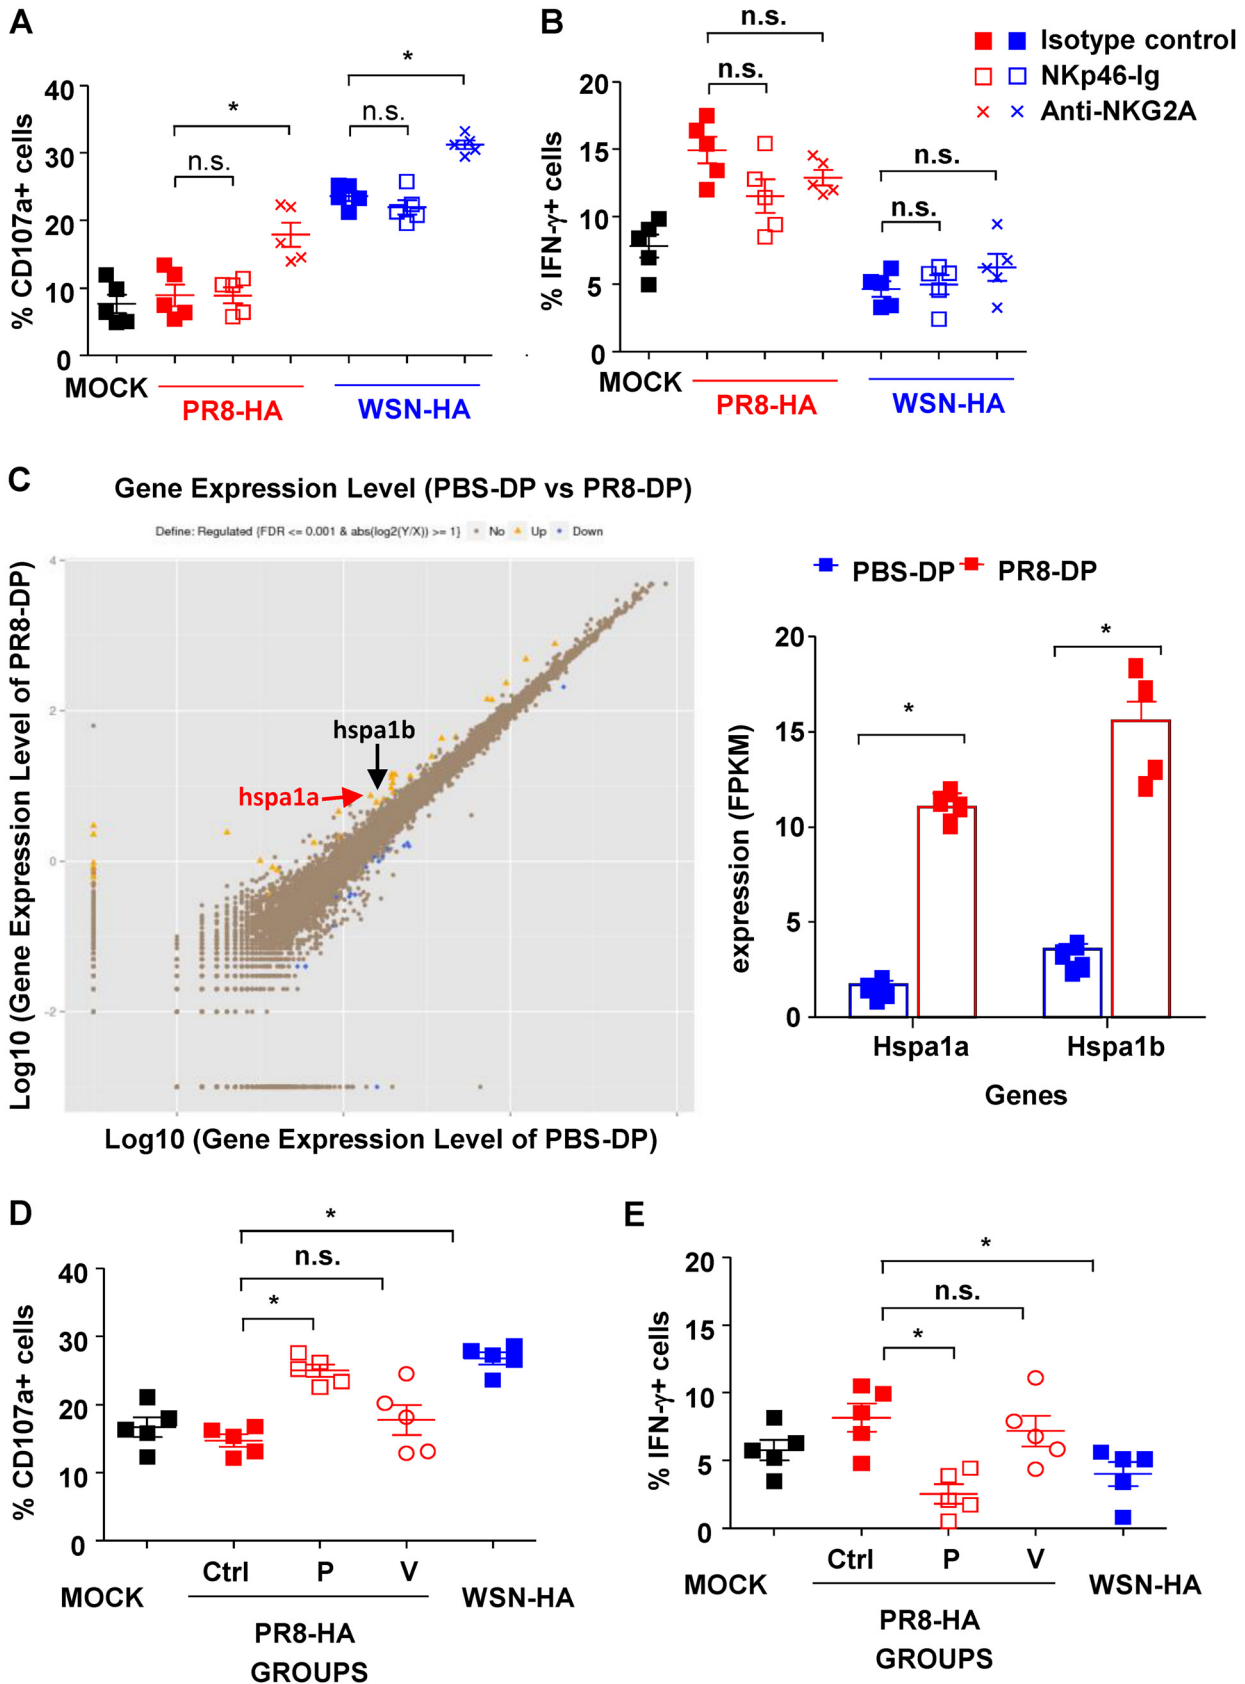 A
40
30
20
10
0
% CD107a+ cells
*
n.s.
*
n.s.
MOCK
PR8-HA
WSN-HA
B
20
15
10
5
0
% IFN-γ+ cells
n.s.
n.s.
n.s.
n.s.
MOCK
PR8-HA
WSN-HA
Isotype control
NKp46-Ig
Anti-NKG2A
C
Gene Expression Level (PBS-DP vs PR8-DP)
Define: Regulated {FDR <= 0.001 & abs(log2(Y/X)) >= 1} No Up Down
Log10 (Gene Expression Level of PR8-DP)
4
2
0
-2
hspa1b
hspa1a
Log10 (Gene Expression Level of PBS-DP)
PBS-DP PR8-DP
expression (FPKM)
20
15
10
5
0
*
*
Hspa1a Hspa1b
Genes
D
40
30
20
10
0
% CD107a+ cells
*
n.s.
*
Ctrl P V
MOCK WSN-HA
PR8-HA
GROUPS
E
20
15
10
5
0
% IFN-γ+ cells
*
n.s.
*
Ctrl P V
MOCK WSN-HA
PR8-HA
GROUPS